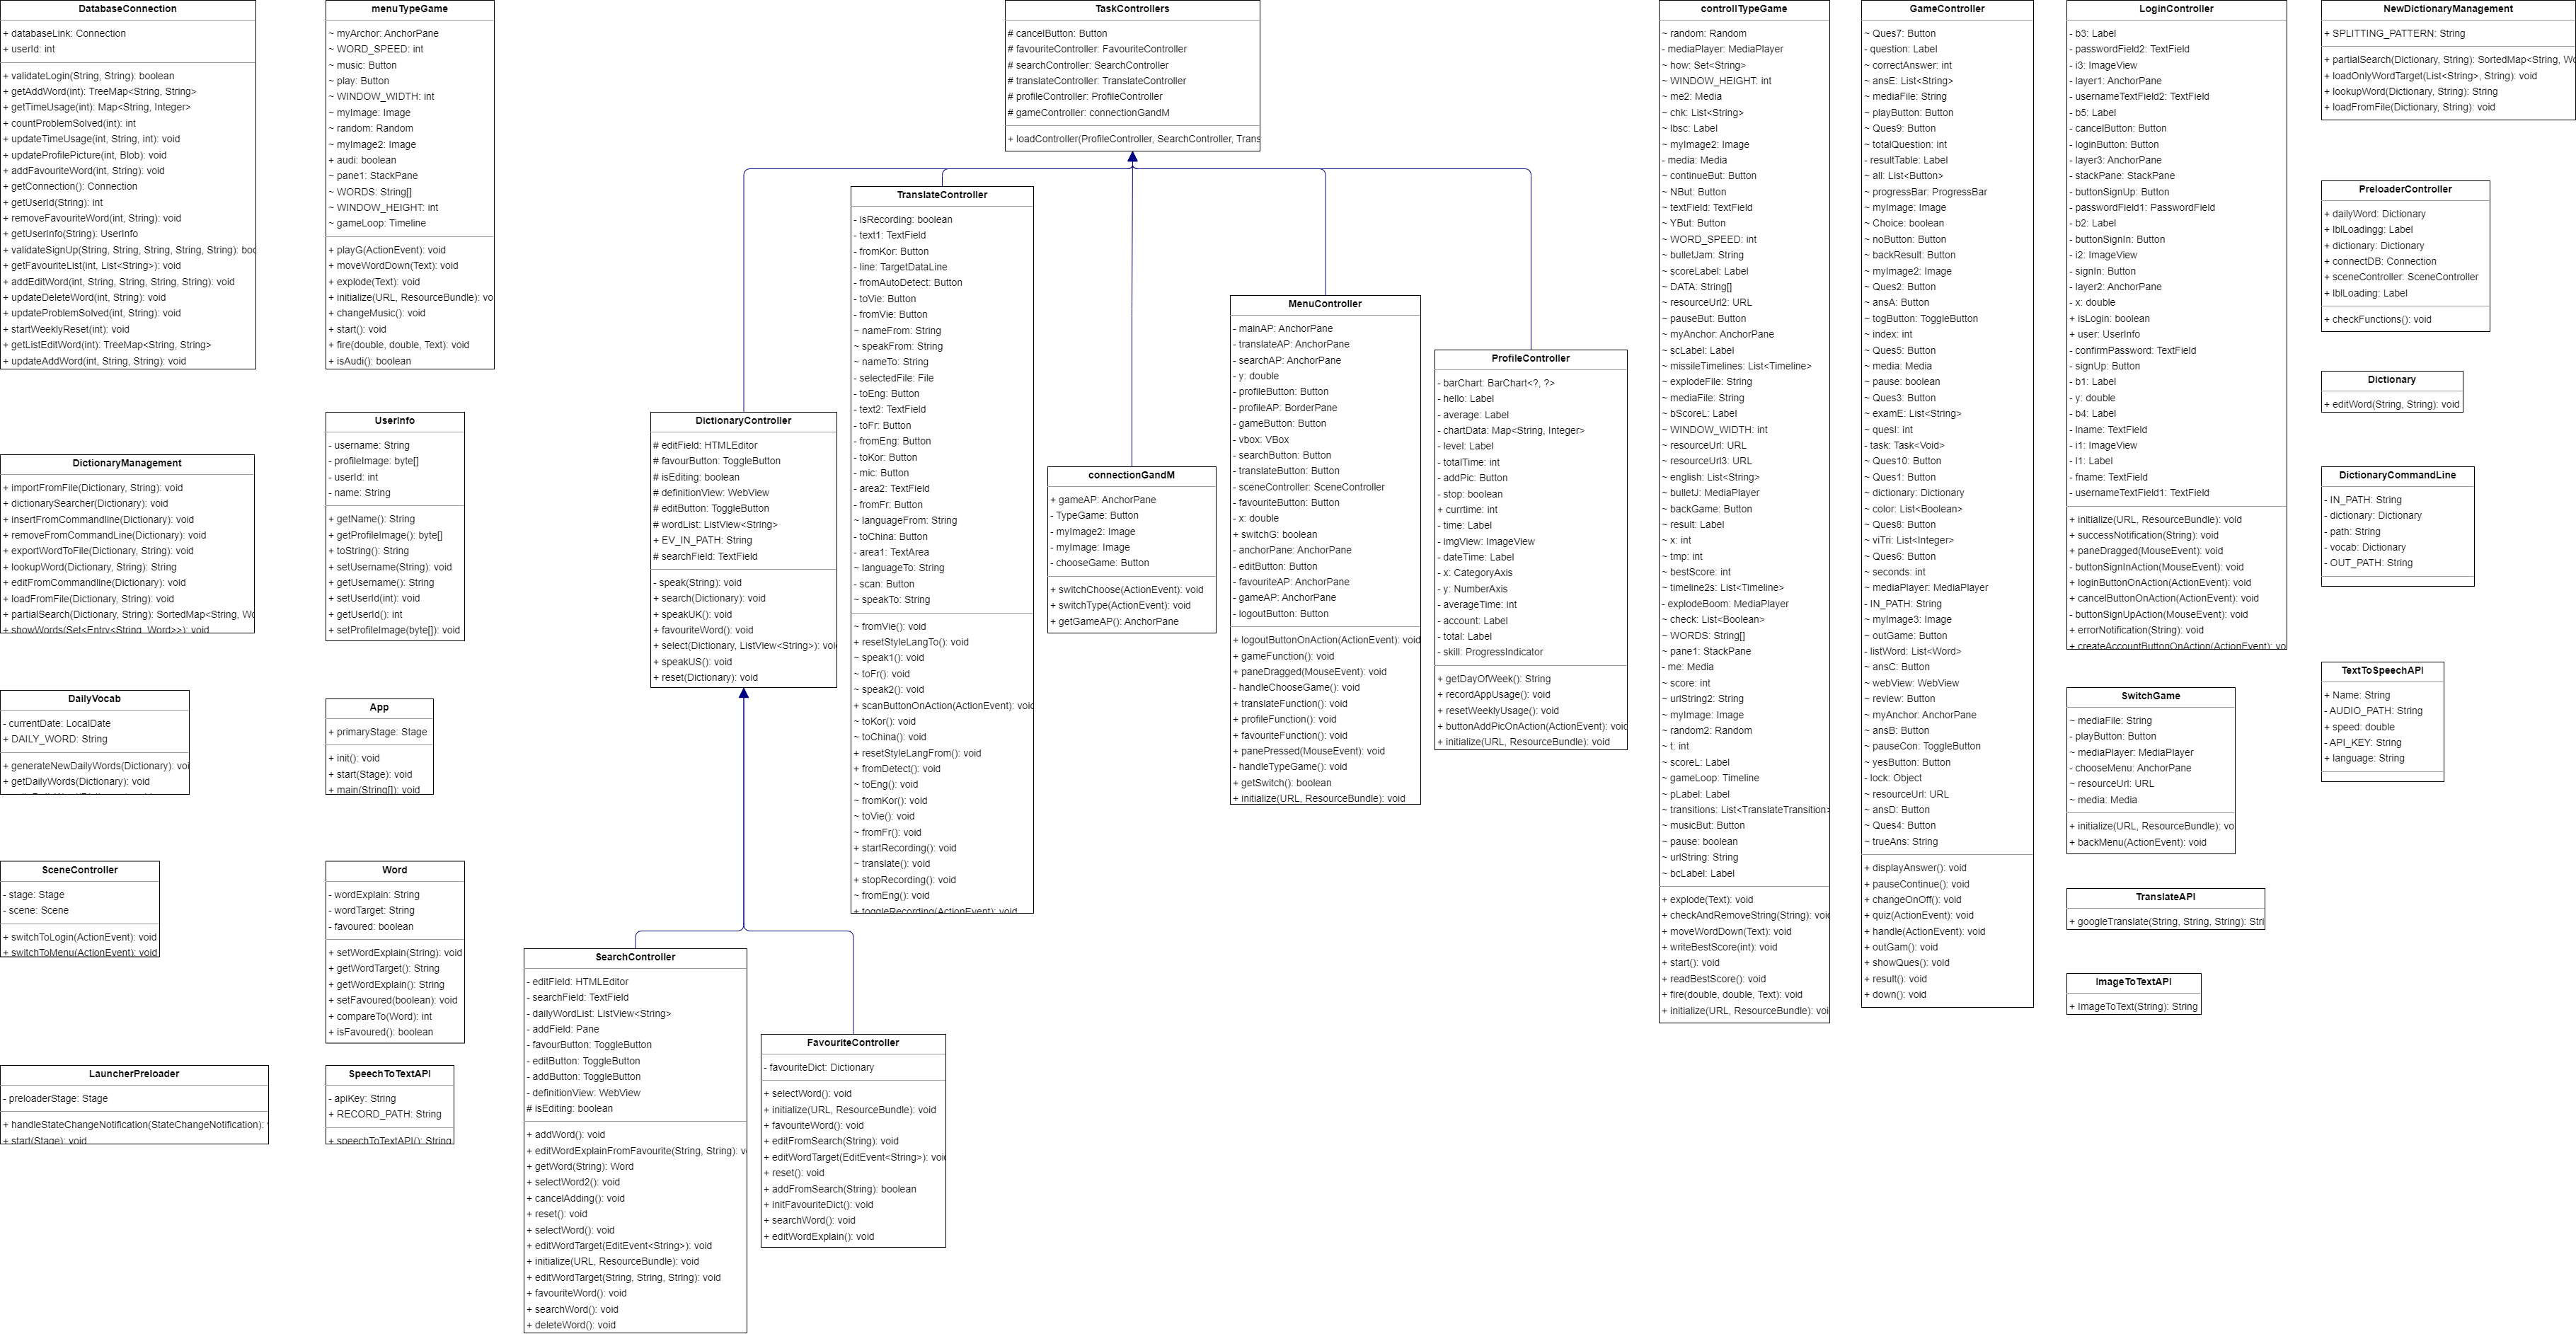 DatabaseConnection
+ databaseLink: Connection
+ userId: int
+ validateLogin(String, String): boolean
+ getAddWord(int): TreeMap<String, String>
+ getTimeUsage(int): Map<String, Integer>
+ countProblemSolved(int): int
+ updateTimeUsage(int, String, int): void
+ updateProfilePicture(int, Blob): void
+ addFavouriteWord(int, String): void
+ getConnection(): Connection
+ getUserId(String): int
+ removeFavouriteWord(int, String): void
+ getUserInfo(String): UserInfo
+ validateSignUp(String, String, String, String, String): boo
+ getFavouriteList(int, List<String>): void
+ addEditWord(int, String, String, String, String): void
+ updateDeleteWord(int, String): void
+ updateProblemSolved(int, String): void
+ startWeeklyReset(int): void
+ getListEditWord(int): TreeMap<String, String>
+ updateAddWord(int, String, String): void
DictionaryManagement
+ importFromFile(Dictionary, String): void
+ dictionarySearcher(Dictionary): void
+ insertFromCommandline(Dictionary): void
+ removeFromCommandLine(Dictionary): void
+ exportWordToFile(Dictionary, String): void
+ lookupWord(Dictionary, String): String
+ editFromCommandline(Dictionary): void
+ loadFromFile(Dictionary, String): void
+ partialSearch(Dictionary, String): SortedMap<String, Wo
+ showWords(Set<Entry<String, Word>>): void
DailyVocab
- currentDate: LocalDate
+ DAILY_WORD: String
+ generateNewDailyWords(Dictionary): voi
+ getDailyWords(Dictionary): void
SceneController
- stage: Stage
- scene: Scene
+ switchToLogin(ActionEvent): void
+ switchToMenu(ActionEvent): void
LauncherPreloader
- preloaderStage: Stage
+ handleStateChangeNotification(StateChangeNotification):
+ start(Stage): void
menuTypeGame
~ myArchor: AnchorPane
~ WORD_SPEED: int
~ music: Button
~ play: Button
~ WINDOW_WIDTH: int
~ myImage: Image
~ random: Random
~ myImage2: Image
+ audi: boolean
~ pane1: StackPane
~ WORDS: String[]
~ WINDOW_HEIGHT: int
~ gameLoop: Timeline
+ playG(ActionEvent): void
+ moveWordDown(Text): void
+ explode(Text): void
+ initialize(URL, ResourceBundle): vo
+ changeMusic(): void
+ start(): void
+ fire(double, double, Text): void
+ isAudi(): boolean
UserInfo
- username: String
- profileImage: byte[]
- userId: int
- name: String
+ getName(): String
+ getProfileImage(): byte[]
+ toString(): String
+ setUsername(String): void
+ getUsername(): String
+ setUserId(int): void
+ getUserId(): int
+ setProfileImage(byte[]): void
App
+ primaryStage: Stage
+ init(): void
+ start(Stage): void
+ main(String[]): void
Word
- wordExplain: String
- wordTarget: String
- favoured: boolean
+ setWordExplain(String): void
+ getWordTarget(): String
+ getWordExplain(): String
+ setFavoured(boolean): void
+ compareTo(Word): int
+ isFavoured(): boolean
SpeechToTextAPI
- apiKey: String
+ RECORD_PATH: String
+ speechToTextAPI(): String
TaskControllers
# cancelButton: Button
# favouriteController: FavouriteController
# searchController: SearchController
# translateController: TranslateController
# profileController: ProfileController
# gameController: connectionGandM
+ loadController(ProfileController, SearchController, Trans
DictionaryController
# editField: HTMLEditor
# favourButton: ToggleButton
# isEditing: boolean
# definitionView: WebView
# editButton: ToggleButton
# wordList: ListView<String>
+ EV_IN_PATH: String
# searchField: TextField
- speak(String): void
+ search(Dictionary): void
+ speakUK(): void
+ favouriteWord(): void
+ select(Dictionary, ListView<String>): voi
+ speakUS(): void
+ reset(Dictionary): void
TranslateController
- isRecording: boolean
- text1: TextField
- fromKor: Button
- line: TargetDataLine
- fromAutoDetect: Button
- toVie: Button
- fromVie: Button
~ nameFrom: String
~ speakFrom: String
~ nameTo: String
- selectedFile: File
- toEng: Button
- text2: TextField
- toFr: Button
- fromEng: Button
- toKor: Button
- mic: Button
- area2: TextField
- fromFr: Button
~ languageFrom: String
- toChina: Button
- area1: TextArea
~ languageTo: String
- scan: Button
~ speakTo: String
~ fromVie(): void
+ resetStyleLangTo(): void
~ speak1(): void
~ toFr(): void
~ speak2(): void
+ scanButtonOnAction(ActionEvent): void
~ toKor(): void
~ toChina(): void
+ resetStyleLangFrom(): void
~ fromDetect(): void
~ toEng(): void
~ fromKor(): void
~ toVie(): void
~ fromFr(): void
+ startRecording(): void
~ translate(): void
+ stopRecording(): void
~ fromEng(): void
+ toggleRecording(ActionEvent): void
connectionGandM
+ gameAP: AnchorPane
- TypeGame: Button
- myImage2: Image
- myImage: Image
- chooseGame: Button
+ switchChoose(ActionEvent): void
+ switchType(ActionEvent): void
+ getGameAP(): AnchorPane
MenuController
- mainAP: AnchorPane
- translateAP: AnchorPane
- searchAP: AnchorPane
- y: double
- profileButton: Button
- profileAP: BorderPane
- gameButton: Button
- vbox: VBox
- searchButton: Button
- translateButton: Button
- sceneController: SceneController
- favouriteButton: Button
- x: double
+ switchG: boolean
- anchorPane: AnchorPane
- editButton: Button
- favouriteAP: AnchorPane
- gameAP: AnchorPane
- logoutButton: Button
+ logoutButtonOnAction(ActionEvent): void
+ gameFunction(): void
+ paneDragged(MouseEvent): void
- handleChooseGame(): void
+ translateFunction(): void
+ profileFunction(): void
+ favouriteFunction(): void
+ panePressed(MouseEvent): void
- handleTypeGame(): void
+ getSwitch(): boolean
+ initialize(URL, ResourceBundle): void
ProfileController
- barChart: BarChart<?, ?>
- hello: Label
- average: Label
- chartData: Map<String, Integer>
- level: Label
- totalTime: int
- addPic: Button
- stop: boolean
+ currtime: int
- time: Label
- imgView: ImageView
- dateTime: Label
- x: CategoryAxis
- y: NumberAxis
- averageTime: int
- account: Label
- total: Label
- skill: ProgressIndicator
+ getDayOfWeek(): String
+ recordAppUsage(): void
+ resetWeeklyUsage(): void
+ buttonAddPicOnAction(ActionEvent): void
+ initialize(URL, ResourceBundle): void
SearchController
- editField: HTMLEditor
- searchField: TextField
- dailyWordList: ListView<String>
- addField: Pane
- favourButton: ToggleButton
- editButton: ToggleButton
- addButton: ToggleButton
- definitionView: WebView
# isEditing: boolean
+ addWord(): void
+ editWordExplainFromFavourite(String, String): v
+ getWord(String): Word
+ selectWord2(): void
+ cancelAdding(): void
+ reset(): void
+ selectWord(): void
+ editWordTarget(EditEvent<String>): void
+ initialize(URL, ResourceBundle): void
+ editWordTarget(String, String, String): void
+ favouriteWord(): void
+ searchWord(): void
+ deleteWord(): void
FavouriteController
- favouriteDict: Dictionary
+ selectWord(): void
+ initialize(URL, ResourceBundle): void
+ favouriteWord(): void
+ editFromSearch(String): void
+ editWordTarget(EditEvent<String>): voi
+ reset(): void
+ addFromSearch(String): boolean
+ initFavouriteDict(): void
+ searchWord(): void
+ editWordExplain(): void
controllTypeGame
~ random: Random
- mediaPlayer: MediaPlayer
~ how: Set<String>
~ WINDOW_HEIGHT: int
~ me2: Media
~ chk: List<String>
~ lbsc: Label
~ myImage2: Image
- media: Media
~ continueBut: Button
~ NBut: Button
~ textField: TextField
~ YBut: Button
~ WORD_SPEED: int
~ bulletJam: String
~ scoreLabel: Label
~ DATA: String[]
~ resourceUrl2: URL
~ pauseBut: Button
~ myAnchor: AnchorPane
~ scLabel: Label
~ missileTimelines: List<Timeline>
~ explodeFile: String
~ mediaFile: String
~ bScoreL: Label
~ WINDOW_WIDTH: int
~ resourceUrl: URL
~ resourceUrl3: URL
~ english: List<String>
~ bulletJ: MediaPlayer
~ backGame: Button
~ result: Label
~ x: int
~ tmp: int
~ bestScore: int
~ timeline2s: List<Timeline>
- explodeBoom: MediaPlayer
~ check: List<Boolean>
~ WORDS: String[]
~ pane1: StackPane
- me: Media
~ score: int
~ urlString2: String
~ myImage: Image
~ random2: Random
~ t: int
~ scoreL: Label
~ gameLoop: Timeline
~ pLabel: Label
~ transitions: List<TranslateTransition>
~ musicBut: Button
~ pause: boolean
~ urlString: String
~ bcLabel: Label
+ explode(Text): void
+ checkAndRemoveString(String): void
+ moveWordDown(Text): void
+ writeBestScore(int): void
+ start(): void
+ readBestScore(): void
+ fire(double, double, Text): void
+ initialize(URL, ResourceBundle): voi
GameController
~ Ques7: Button
- question: Label
~ correctAnswer: int
~ ansE: List<String>
~ mediaFile: String
~ playButton: Button
~ Ques9: Button
~ totalQuestion: int
- resultTable: Label
~ all: List<Button>
~ progressBar: ProgressBar
~ myImage: Image
~ Choice: boolean
~ noButton: Button
~ backResult: Button
~ myImage2: Image
~ Ques2: Button
~ ansA: Button
~ togButton: ToggleButton
~ index: int
~ Ques5: Button
~ media: Media
~ pause: boolean
~ Ques3: Button
~ examE: List<String>
~ quesI: int
- task: Task<Void>
~ Ques10: Button
~ Ques1: Button
~ dictionary: Dictionary
~ color: List<Boolean>
~ Ques8: Button
~ viTri: List<Integer>
~ Ques6: Button
~ seconds: int
~ mediaPlayer: MediaPlayer
- IN_PATH: String
~ myImage3: Image
~ outGame: Button
- listWord: List<Word>
~ ansC: Button
~ webView: WebView
~ review: Button
~ myAnchor: AnchorPane
~ ansB: Button
~ pauseCon: ToggleButton
~ yesButton: Button
- lock: Object
~ resourceUrl: URL
~ ansD: Button
~ Ques4: Button
~ trueAns: String
+ displayAnswer(): void
+ pauseContinue(): void
+ changeOnOff(): void
+ quiz(ActionEvent): void
+ handle(ActionEvent): void
+ outGam(): void
+ showQues(): void
+ result(): void
+ down(): void
LoginController
- b3: Label
- passwordField2: TextField
- i3: ImageView
- layer1: AnchorPane
- usernameTextField2: TextField
- b5: Label
- cancelButton: Button
- loginButton: Button
- layer3: AnchorPane
- stackPane: StackPane
- buttonSignUp: Button
- passwordField1: PasswordField
- b2: Label
- buttonSignIn: Button
- i2: ImageView
- signIn: Button
- layer2: AnchorPane
- x: double
+ isLogin: boolean
+ user: UserInfo
- confirmPassword: TextField
- signUp: Button
- b1: Label
- y: double
- b4: Label
- lname: TextField
- i1: ImageView
- l1: Label
- fname: TextField
- usernameTextField1: TextField
+ initialize(URL, ResourceBundle): void
+ successNotification(String): void
+ paneDragged(MouseEvent): void
- buttonSignInAction(MouseEvent): void
+ loginButtonOnAction(ActionEvent): void
+ cancelButtonOnAction(ActionEvent): void
- buttonSignUpAction(MouseEvent): void
+ errorNotification(String): void
+ createAccountButtonOnAction(ActionEvent): vo
SwitchGame
~ mediaFile: String
- playButton: Button
~ mediaPlayer: MediaPlayer
- chooseMenu: AnchorPane
~ resourceUrl: URL
~ media: Media
+ initialize(URL, ResourceBundle): vo
+ backMenu(ActionEvent): void
TranslateAPI
+ googleTranslate(String, String, String): Stri
ImageToTextAPI
+ ImageToText(String): String
NewDictionaryManagement
+ SPLITTING_PATTERN: String
+ partialSearch(Dictionary, String): SortedMap<String, Wo
+ loadOnlyWordTarget(List<String>, String): void
+ lookupWord(Dictionary, String): String
+ loadFromFile(Dictionary, String): void
PreloaderController
+ dailyWord: Dictionary
+ lblLoadingg: Label
+ dictionary: Dictionary
+ connectDB: Connection
+ sceneController: SceneController
+ lblLoading: Label
+ checkFunctions(): void
Dictionary
+ editWord(String, String): void
DictionaryCommandLine
- IN_PATH: String
- dictionary: Dictionary
- path: String
- vocab: Dictionary
- OUT_PATH: String
TextToSpeechAPI
+ Name: String
- AUDIO_PATH: String
+ speed: double
- API_KEY: String
+ language: String